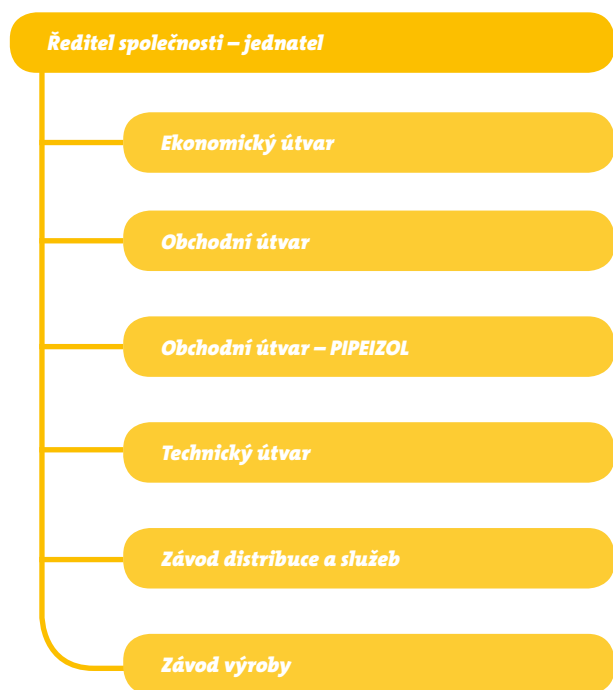 Ředitel společnosti – jednatel
Ekonomický útvar
Obchodní útvar
Obchodní útvar – PIPEIZOL
Technický útvar
Závod distribuce a služeb
Závod výroby